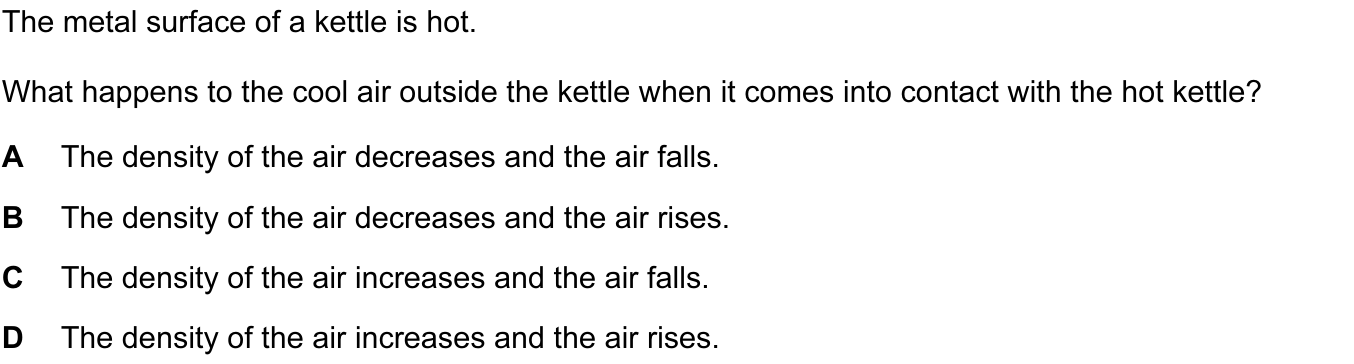 The metal surface of a kettle is hot.
What happens to the cool air outside the kettle when it comes into contact with the hot kettle?
A The density of the air decreases and the air falls.
B The density of the air decreases and the air rises.
C The density of the air increases and the air falls.
D The density of the air increases and the air rises.